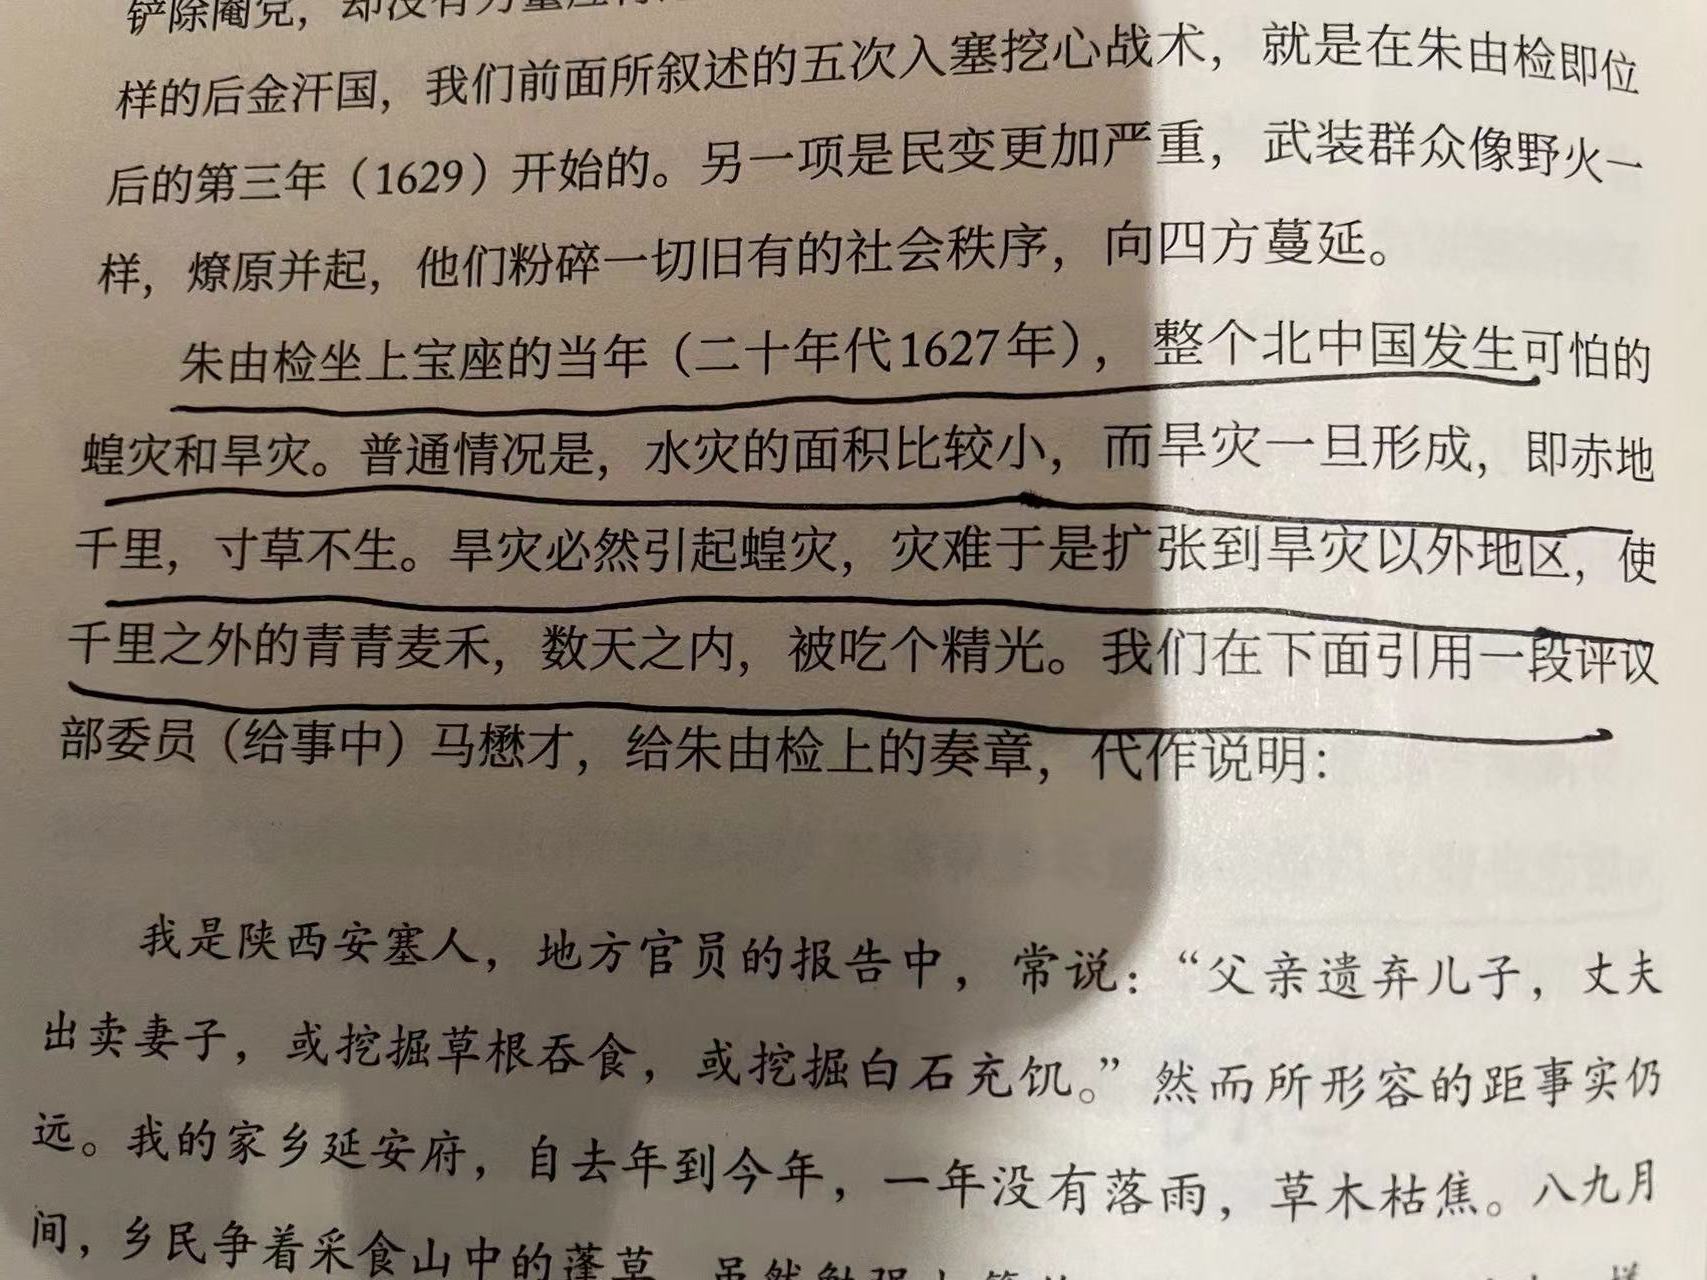 铲除阉党，却没有力量
样的后金汗国，我们前面所叙述的五次入塞挖心战术，就是在朱由检即位
后的第三年（1629）开始的。另一项是民变更加严重，武装群众像野火一
样，燎原并起，他们粉碎一切旧有的社会秩序，向四方蔓延。
朱由检坐上宝座的当年（二十年代1627年），整个北中国发生可怕的
蝗灾和旱灾。普通情况是，水灾的面积比较小，而旱灾一旦形成，即赤地
千里，寸草不生。旱灾必然引起蝗灾，灾难于是扩张到旱灾以外地区，使
千里之外的青青麦禾，数天之内，被吃个精光。我们在下面引用一段评议
部委员（给事中）马懋才，给朱由检上的奏章，代作说明：
我是陕西安塞人，地方官员的报告中，常说：“父亲遗弃儿子，丈夫
出卖妻子，或挖掘草根吞食，或挖掘白石充饥。”然而所形容的距事实仍
远。我的家乡延安府，自去年到今年，一年没有落雨，草木枯焦。八九月
间，乡民争着采食山中的蓬草，虽然勉强